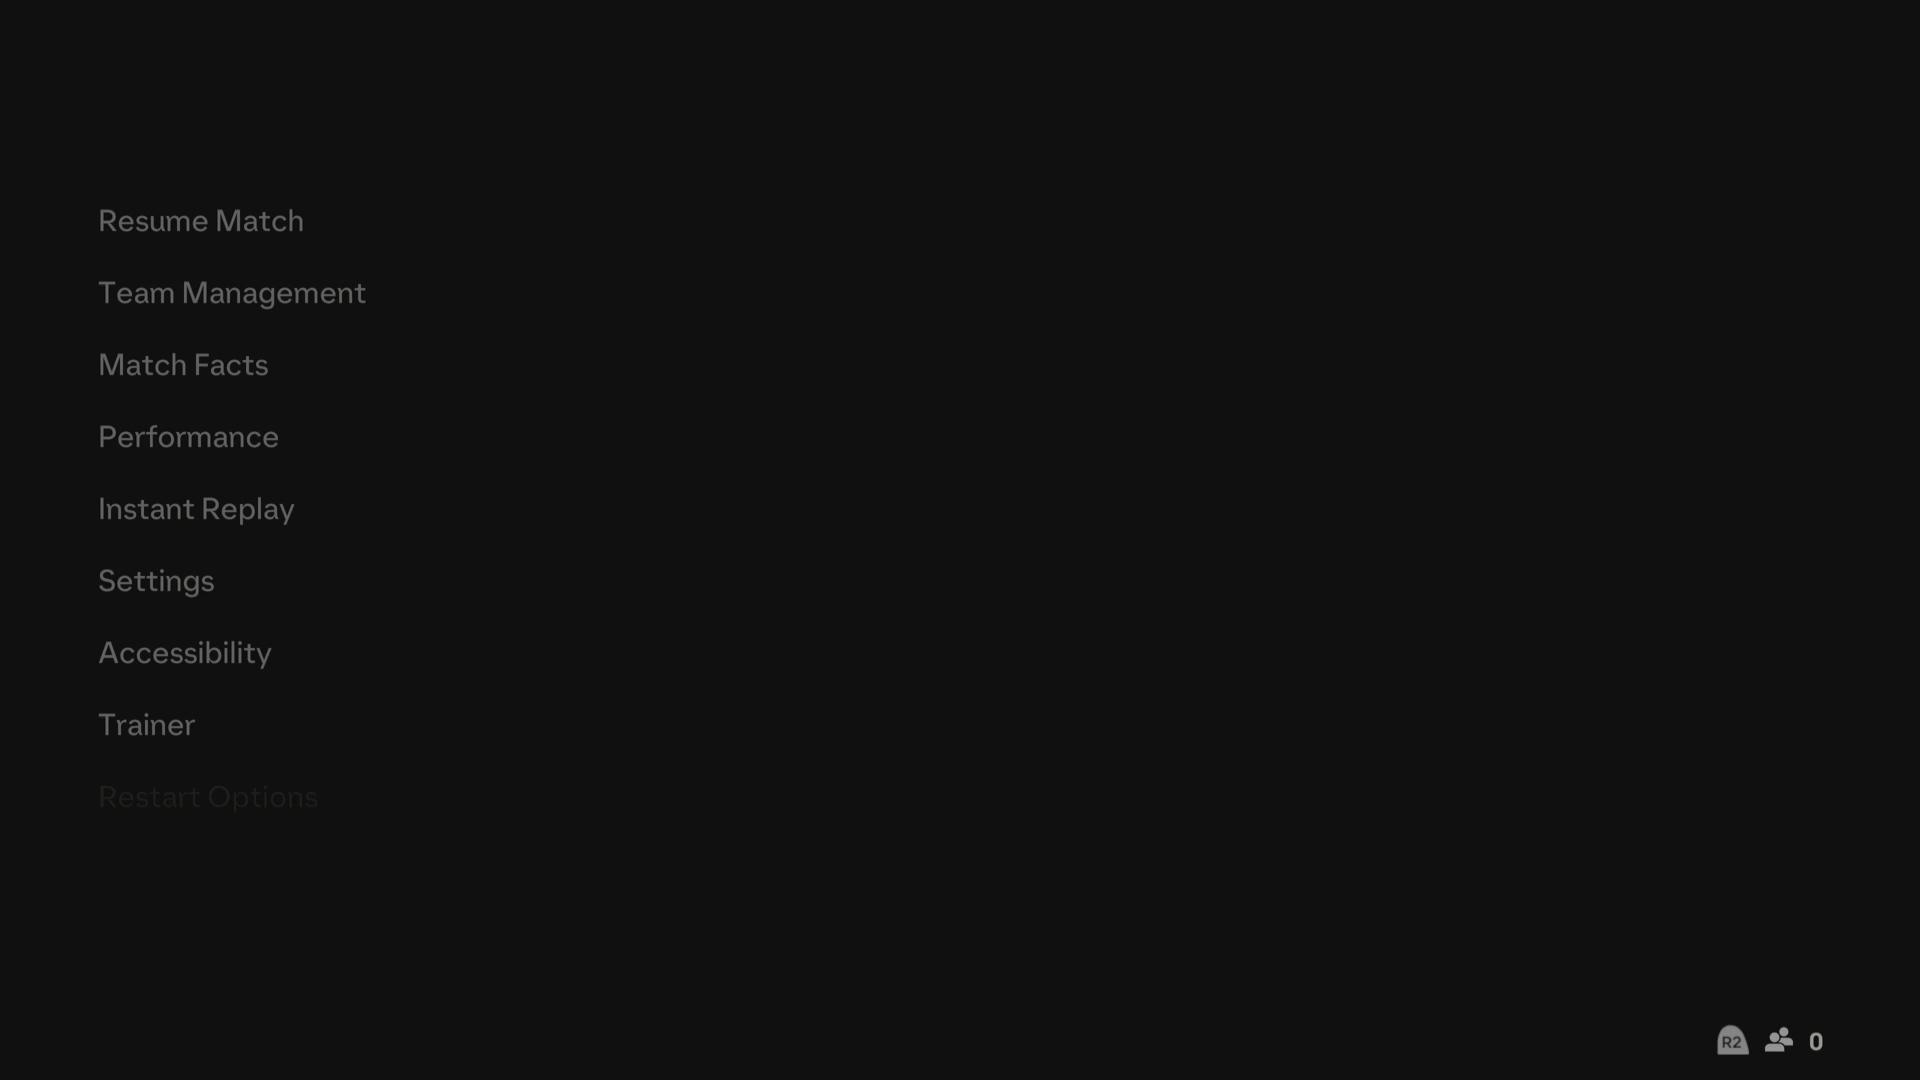 Resume Match
Team Management
Match Facts
Performance
Instant Replay
Settings
Accessibility
Trainer
Restart Options
R2 0